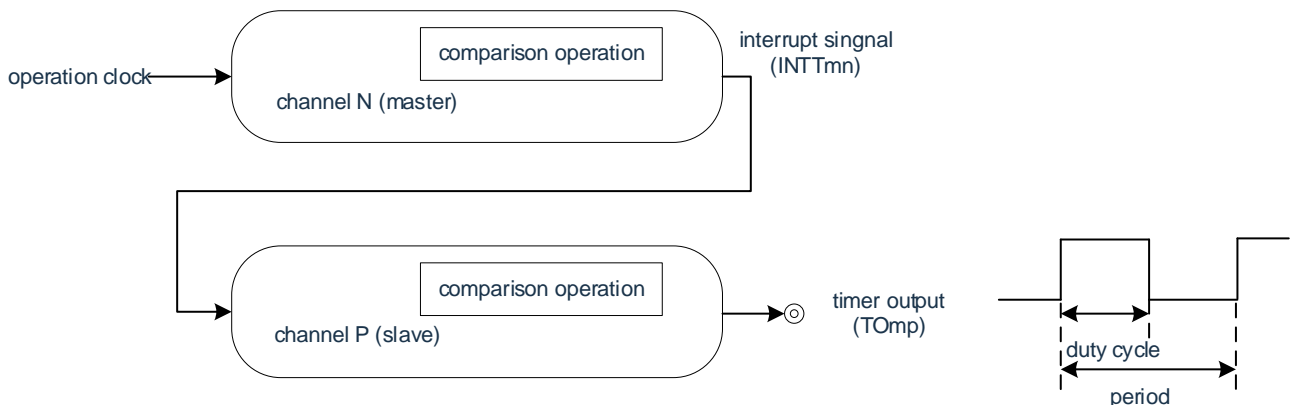 comparison operation
interrupt singnal
(INTTmn)
operation clock
channel N (master)
comparison operation
channel P (slave)
timer output
(TOmp)
duty cycle
period